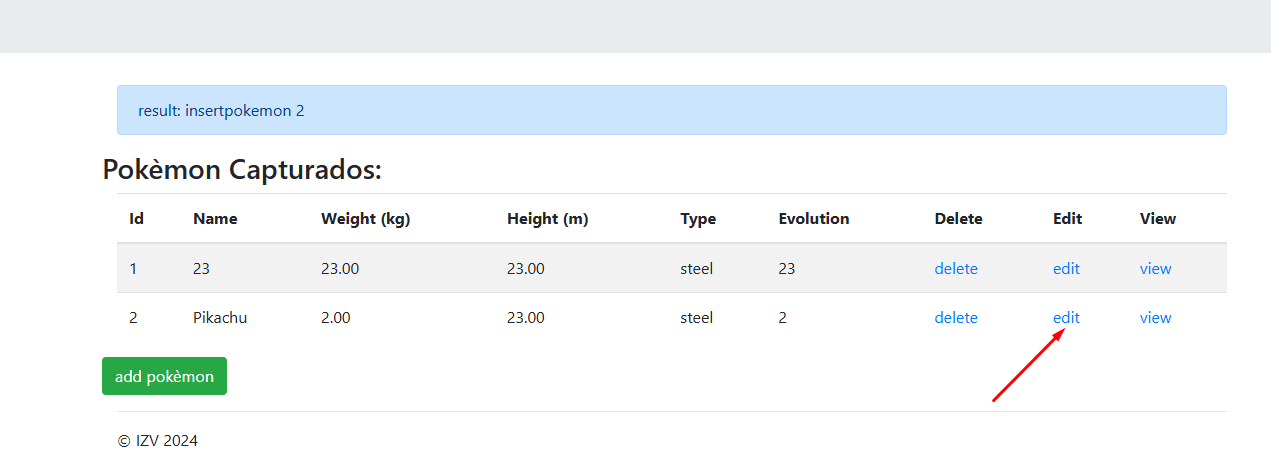 result: insertpokemon 2
Pokèmon Capturados:
Id Name Weight (kg) Height (m) Type Evolution Delete Edit View
1 23 23.00 23.00 steel 23 delete edit view
2 Pikachu 2.00 23.00 steel 2 delete edit view
add pokèmon
© IZV 2024